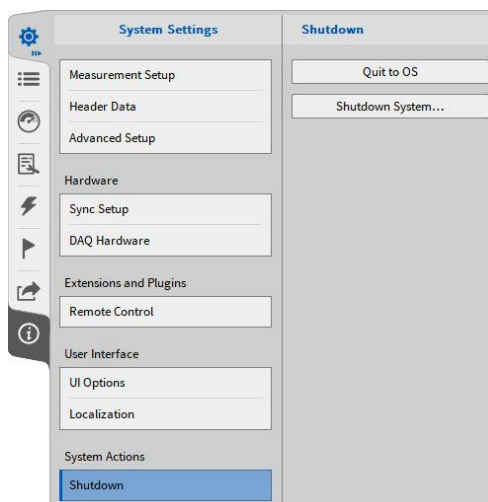 System Settings
Measurement Setup
Header Data
Advanced Setup
Hardware
Sync Setup
DAQ Hardware
Extensions and Plugins
Remote Control
User Interface
UI Options
Localization
System Actions
Shutdown
Shutdown
Quit to OS
Shutdown System...